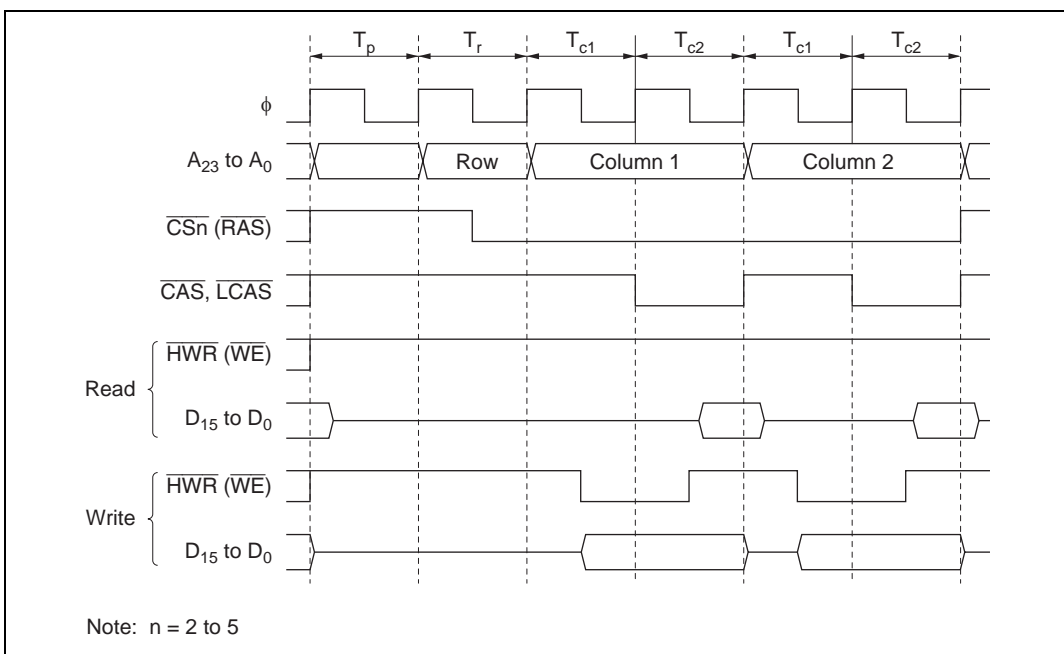 Tp Tr Tc1 Tc2 Tc1 Tc2
ϕ
A23 to A0 Row Column 1 Column 2
CSn (RAS)
CAS, LCAS
Read
HWR (WE)
D15 to D0
Write
HWR (WE)
D15 to D0
Note: n = 2 to 5